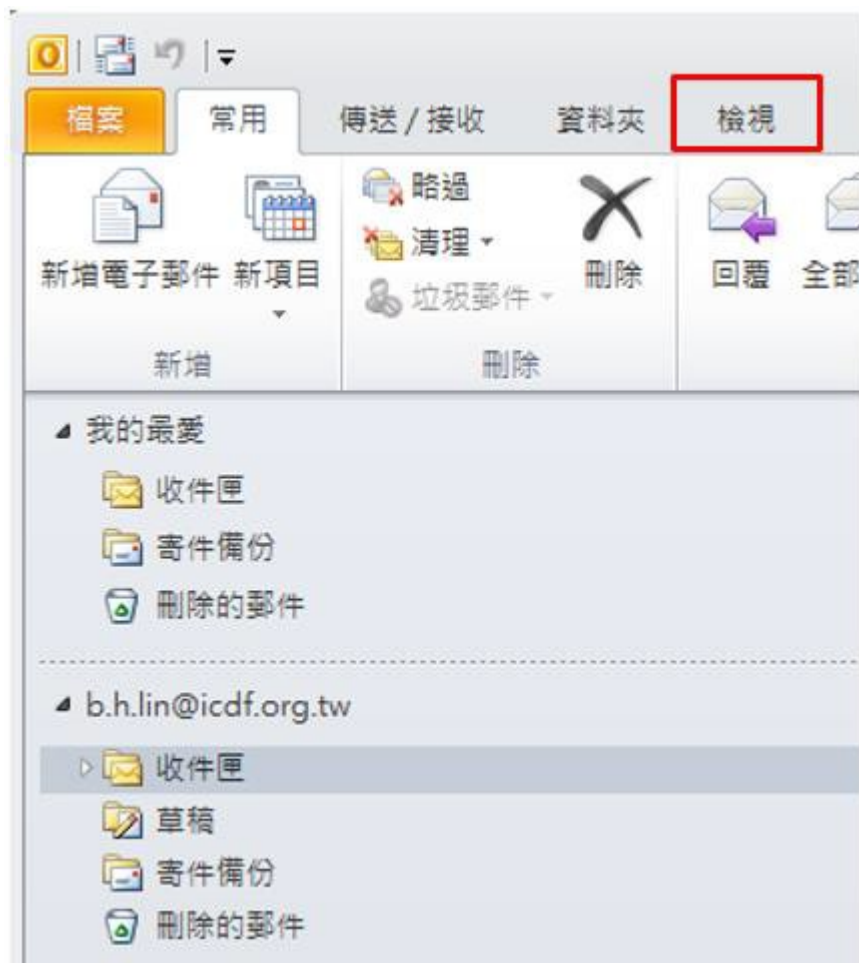 檔案 常用 傳送 / 接收 資料夾 檢視
略過
清理
垃圾郵件
新增電子郵件 新項目 刪除 回覆 全部
新增 刪除
我的最愛
收件匣
寄件備份
刪除的郵件
b.h.lin@icdf.org.tw
收件匣
草稿
寄件備份
刪除的郵件